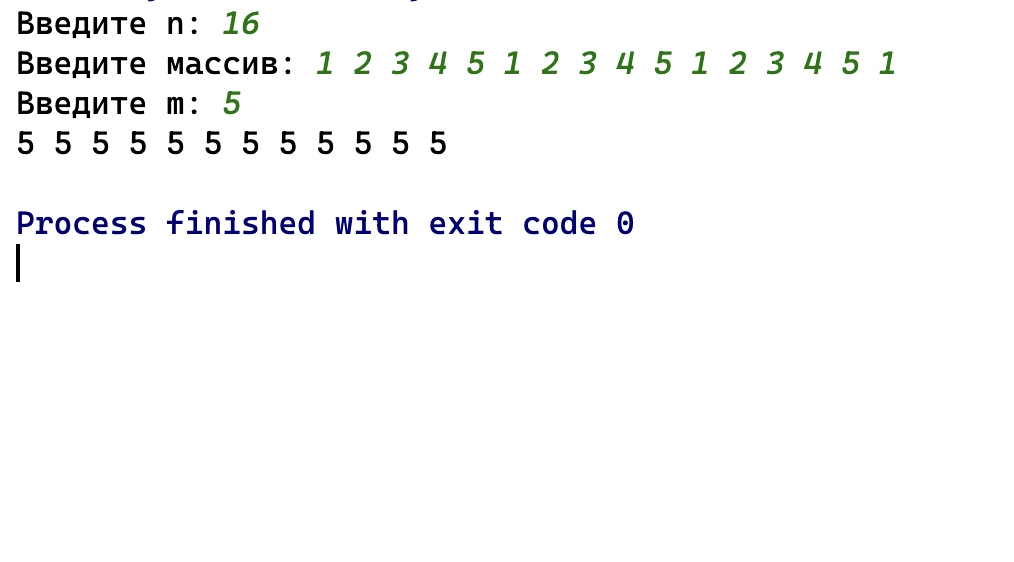 Введите n: 16
Введите массив: 1 2 3 4 5 1 2 3 4 5 1 2 3 4 5 1
Введите m: 5
5 5 5 5 5 5 5 5 5 5 5 5
Process finished with exit code 0